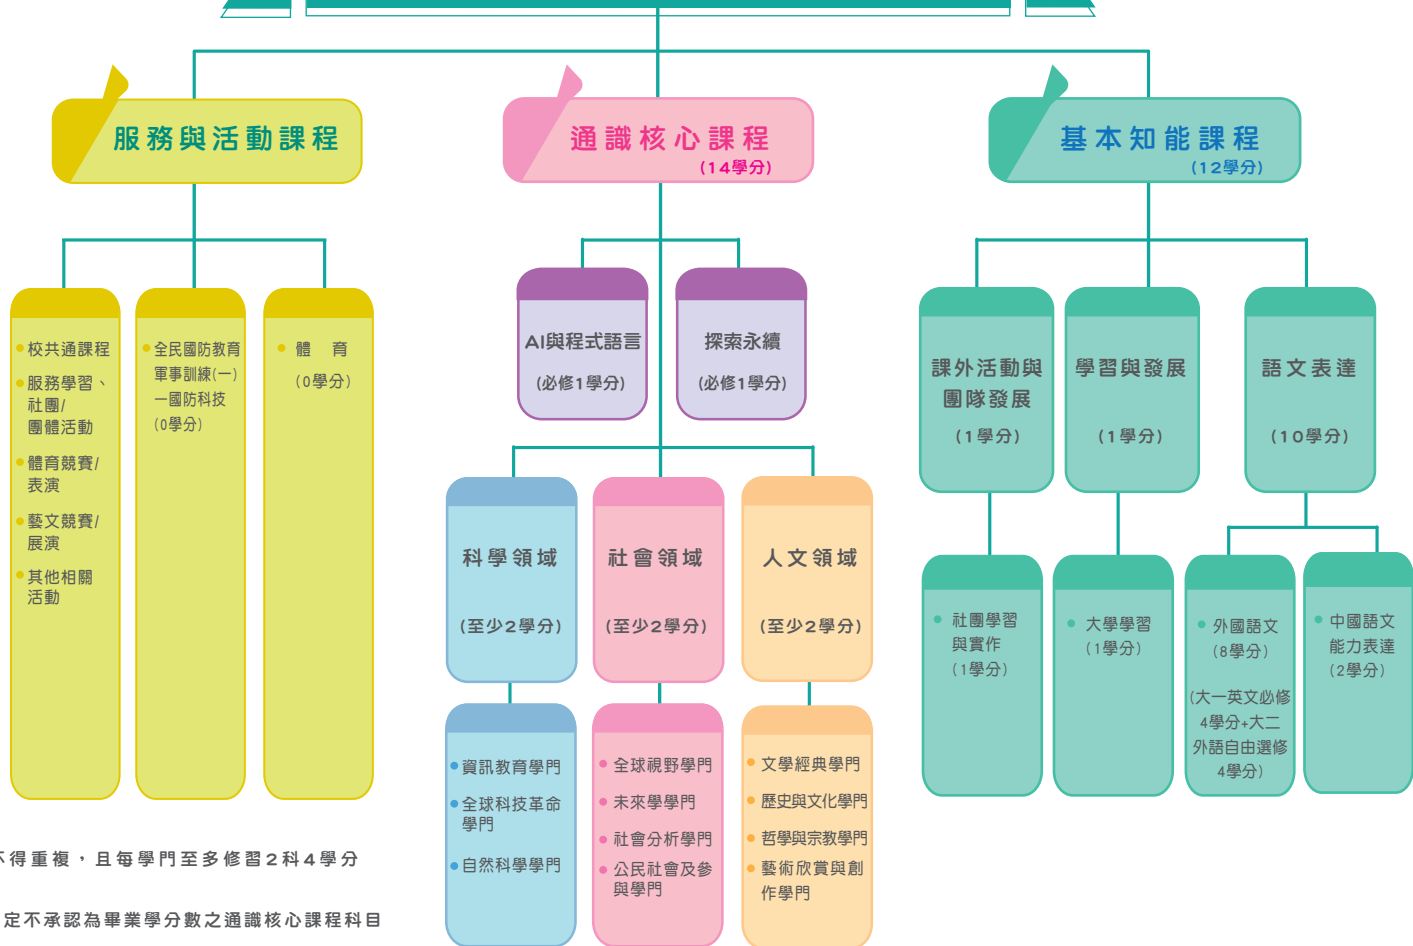 服務與活動課程
通識核心課程
(14學分)
基本知能課程
(12學分)
校共通課程
服務學習、
社團/
團體活動
體育競賽/
表演
藝文競賽/
展演
其他相關
活動
全民國防教育
軍事訓練(一)
一國防科技
(0學分)
體 育
(0學分)
AI與程式語言
(必修1學分)
探索永續
(必修1學分)
科學領域
(至少2學分)
社會領域
(至少2學分)
人文領域
(至少2學分)
資訊教育學門
全球科技革命
學門
自然科學學門
全球視野學門
未來學學門
社會分析學門
公民社會及參
與學門
文學經典學門
歷史與文化學門
哲學與宗教學門
藝術欣賞與創
作學門
課外活動與
團隊發展
(1學分)
學習與發展
(1學分)
語文表達
(10學分)
社團學習
與實作
(1學分)
大學學習
(1學分)
外國語文
(8學分)
(大一英文必修
4學分+大二
外語自由選修
4學分)
中國語文
能力表達
(2學分)
不得重複，且每學門至多修習2科4學分
定不承認為畢業學分數之通識核心課程科目